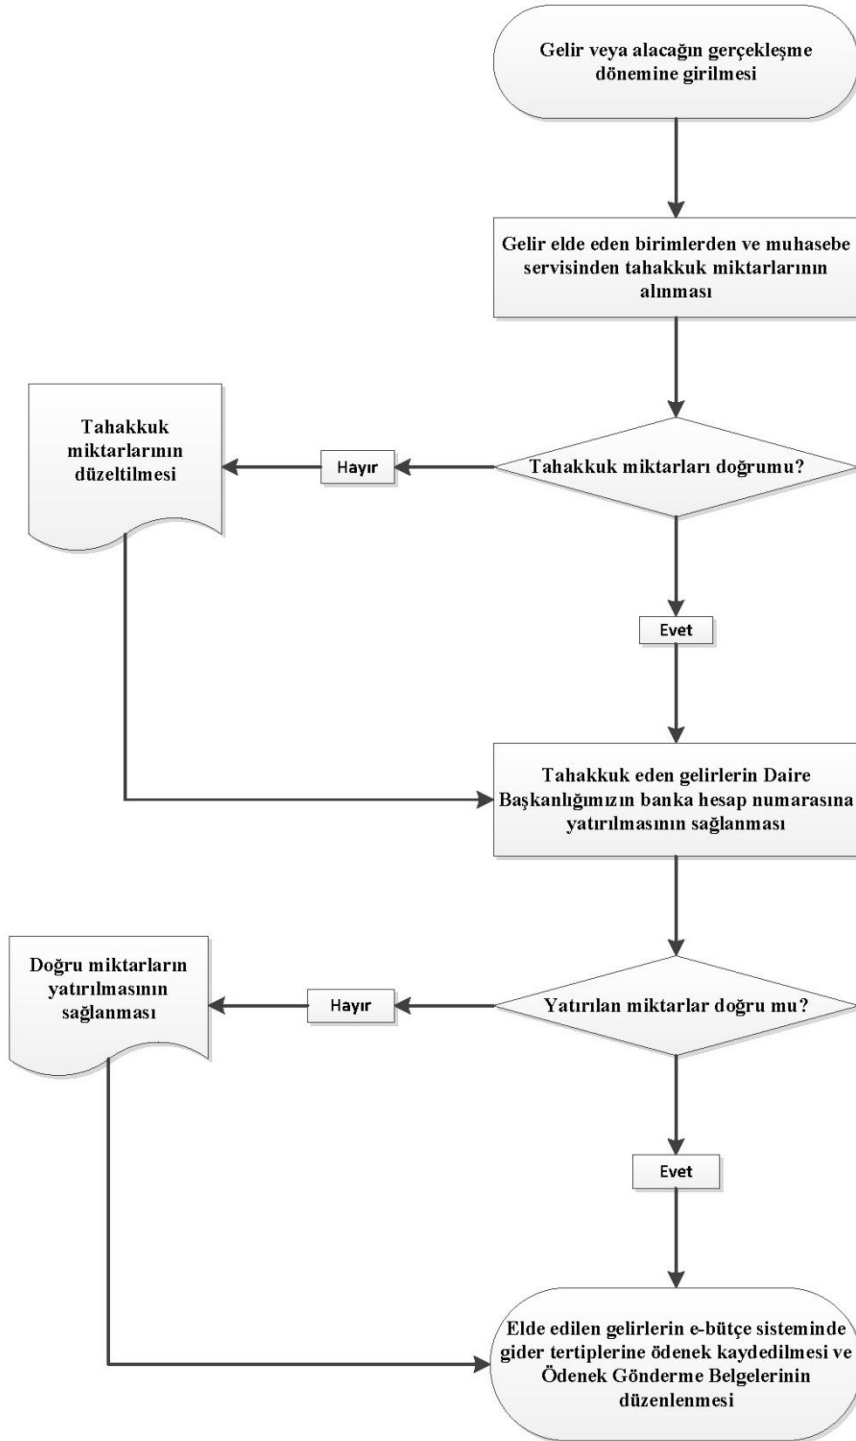 Gelir veya alacağın gerçekleşme
dönemine girilmesi
Gelir elde eden birimlerden ve muhasebe
servisinden tahakkuk miktarlarının
alınması
Tahakkuk miktarları doğrumu?
Hayır
Tahakkuk
miktarlarının
düzeltilmesi
Evet
Tahakkuk eden gelirlerin Daire
Başkanlığımızın banka hesap numarasına
yatırılmasının sağlanması
Yatırılan miktarlar doğru mu?
Hayır
Doğru miktarların
yatırılmasının
sağlanması
Evet
Elde edilen gelirlerin e-bütçe sisteminde
gider tertiplerine ödenek kaydedilmesi ve
Ödenek Gönderme Belgelerinin
düzenlenmesi